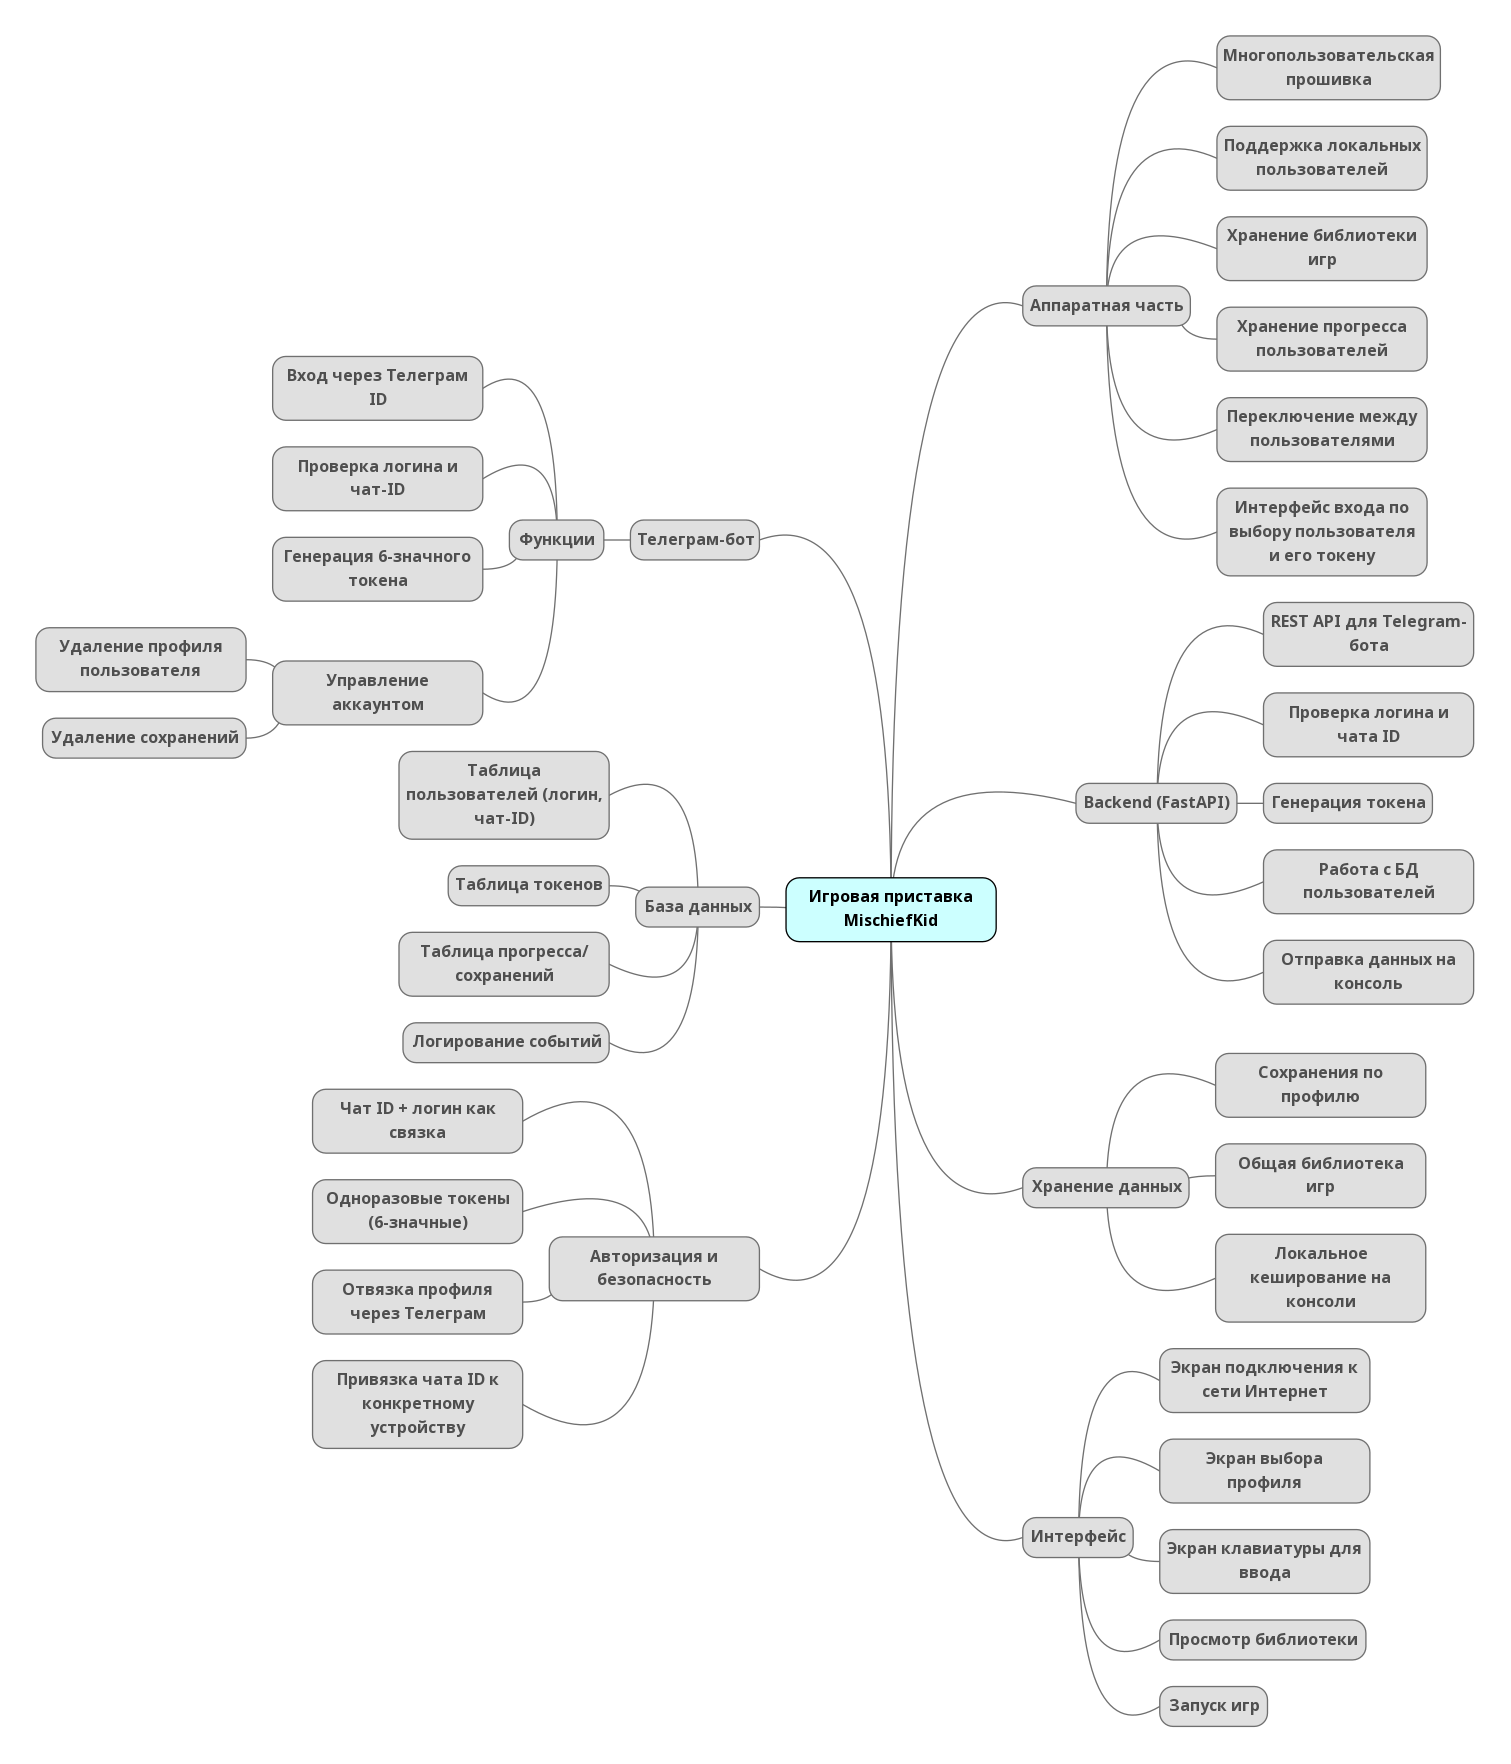 Игровая приставка
MischiefKid
Аппаратная часть
Многопользовательская
прошивка
Поддержка локальных
пользователей
Хранение библиотеки
игр
Хранение прогресса
пользователей
Переключение между
пользователями
Интерфейс входа по
выбору пользователя
и его токену
Backend (FastAPI)
REST API для Telegram-
бота
Проверка логина и
чата ID
Генерация токена
Работа с БД
пользователей
Отправка данных на
консоль
Хранение данных
Сохранения по
профилю
Общая библиотека
игр
Локальное
кеширование на
консоли
Интерфейс
Экран подключения к
сети Интернет
Экран выбора
профиля
Экран клавиатуры для
ввода
Просмотр библиотеки
Запуск игр
Телеграм-бот
Функции
Вход через Телеграм
ID
Проверка логина и
чат-ID
Генерация 6-значного
токена
Управление
аккаунтом
Удаление профиля
пользователя
Удаление сохранений
База данных
Таблица
пользователей (логин,
чат-ID)
Таблица токенов
Таблица прогресса/
сохранений
Логирование событий
Авторизация и
безопасность
Чат ID + логин как
связка
Одноразовые токены
(6-значные)
Отвязка профиля
через Телеграм
Привязка чата ID к
конкретному
устройству